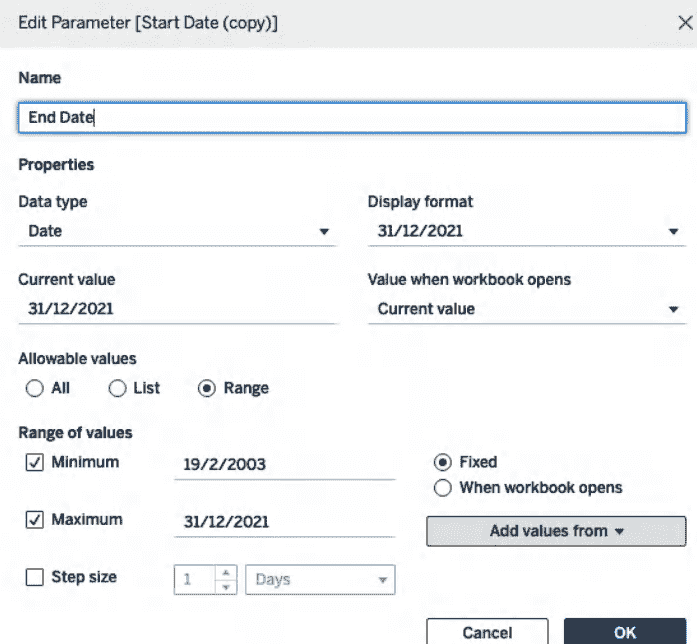 Edit Parameter [Start Date (copy)]
Name
End Date
Properties
Data type Display format
Date 31/12/2021
Current value Value when workbook opens
31/12/2021 Current value
Allowable values
All List Range
Range of values
Minimum 19/2/2003 Fixed
When workbook opens
Maximum 31/12/2021 Add values from
Step size 1 Days
Cancel OK